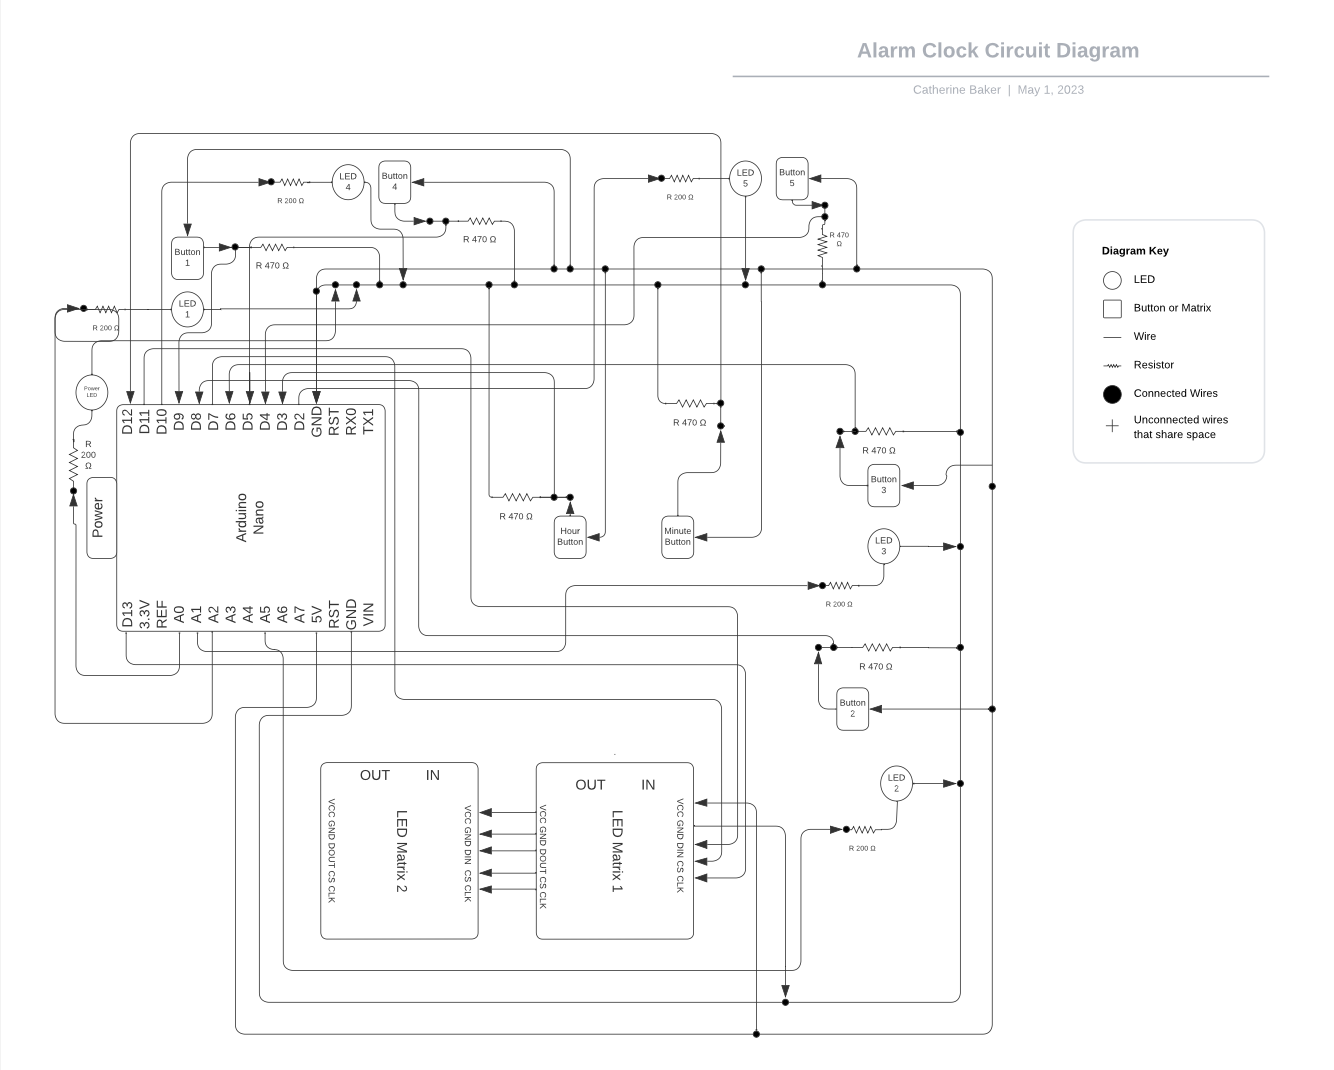 Alarm Clock Circuit Diagram
Catherine Baker | May 1, 2023
LED
4
R 200 Ω
Button
4
R 470 Ω
LED
5
R 200 Ω
Button
5
R 470
Ω
Button
1
R 470 Ω
LED
1
R 200 Ω
Power
LED
R
200
Ω
Power
D12
D11
D10
D9
D8
D7
D6
D5
D4
D3
D2
GND
RST
RX0
TX1
Arduino
Nano
D13
3.3V
REF
A0
A1
A2
A3
A4
A5
A6
A7
5V
RST
GND
VIN
R 470 Ω
Hour
Button
R 470 Ω
Minute
Button
R 470 Ω
Button
3
LED
3
R 200 Ω
R 470 Ω
Button
2
LED
2
R 200 Ω
OUT IN
VCC GND DOUT CS CLK
LED Matrix 2
VCC GND DIN CS CLK
OUT IN
VCC GND DOUT CS CLK
LED Matrix 1
VCC GND DIN CS CLK
Diagram Key
LED
Button or Matrix
Wire
Resistor
Connected Wires
Unconnected wires
that share space